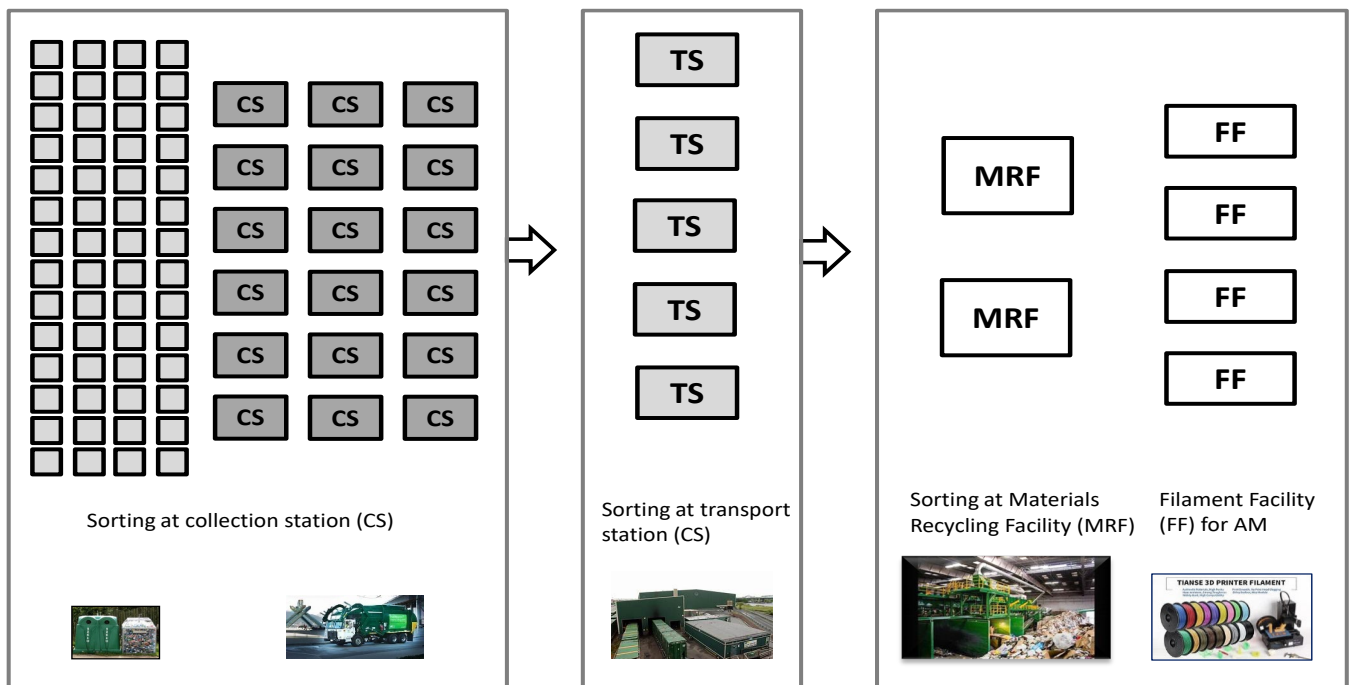 CS CS CS
CS CS CS
CS CS CS
CS CS CS
CS CS CS
CS CS CS
Sorting at collection station (CS)
TS
TS
TS
TS
TS
Sorting at transport
station (CS)
MRF
MRF
Sorting at Materials
Recycling Facility (MRF)
FF
FF
FF
FF
Filament Facility
(FF) for AM
TIANSE 3D PRINTER FILAMENT